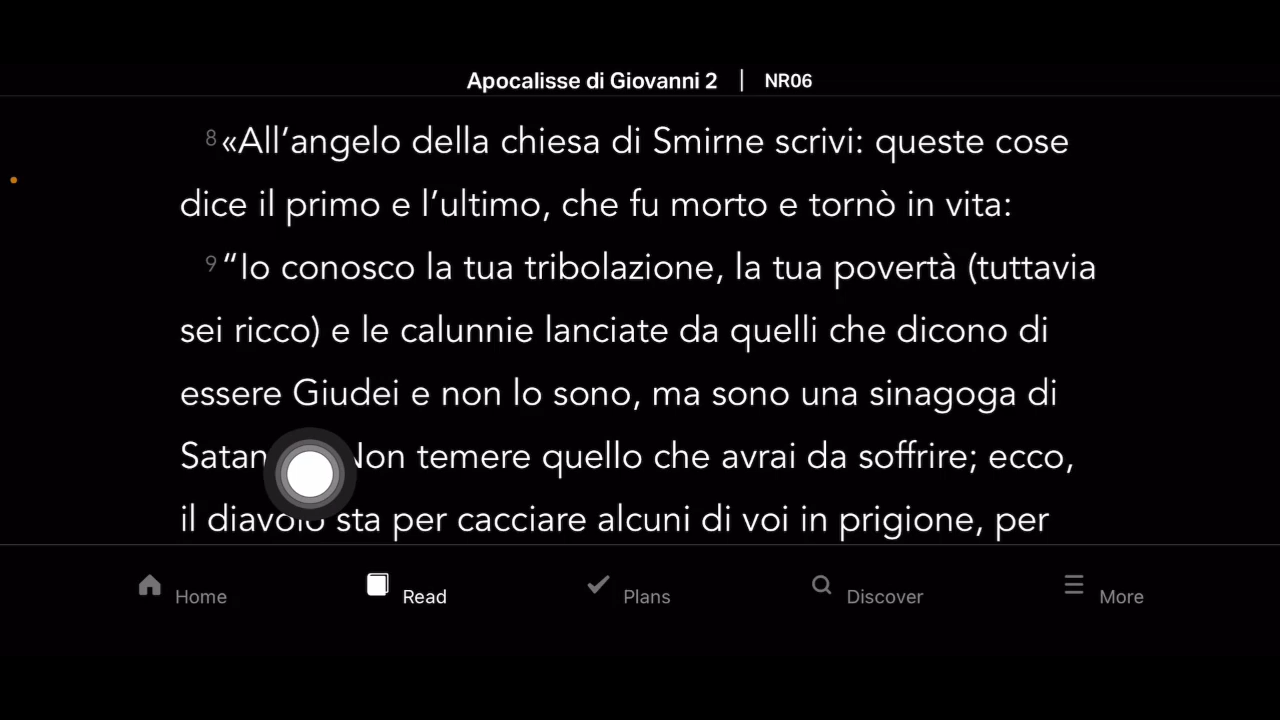 Apocalisse di Giovanni 2 | NR06
8 «All’angelo della chiesa di Smirne scrivi: queste cose
dice il primo e l’ultimo, che fu morto e tornò in vita:
9 “Io conosco la tua tribolazione, la tua povertà (tuttavia
sei ricco) e le calunnie lanciate da quelli che dicono di
essere Giudei e non lo sono, ma sono una sinagoga di
Non temere quello che avrai da soffrire; ecco,
il diavolo sta per cacciare alcuni di voi in prigione, per
Home Read Plans Discover More